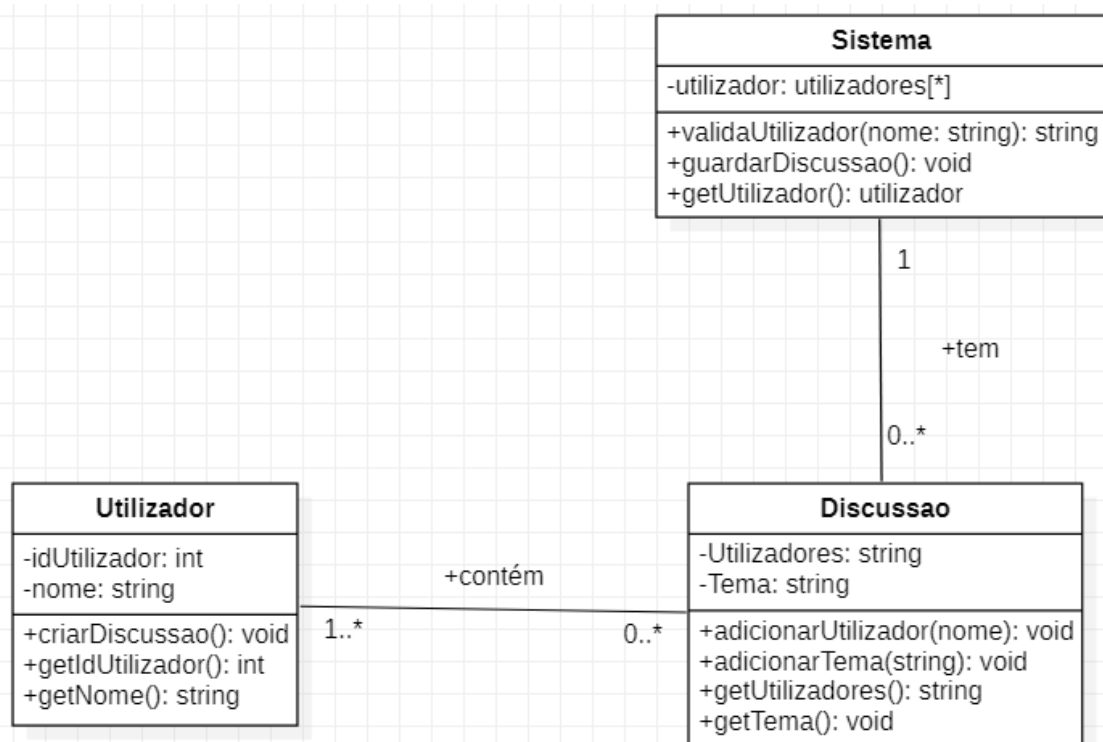 Sistema
-utilizador: utilizadores[*]
+validaUtilizador(nome: string): string
+guardarDiscussao(): void
+getUtilizador(): utilizador
1
+tem
0..*
Utilizador
-idUtilizador: int
-nome: string
+criarDiscussao(): void
+getIdUtilizador(): int
+getNome(): string
+contém
1..*
0..*
Discussao
-Utilizadores: string
-Tema: string
+adicionarUtilizador(nome): void
+adicionarTema(string): void
+getUtilizadores(): string
+getTema(): void